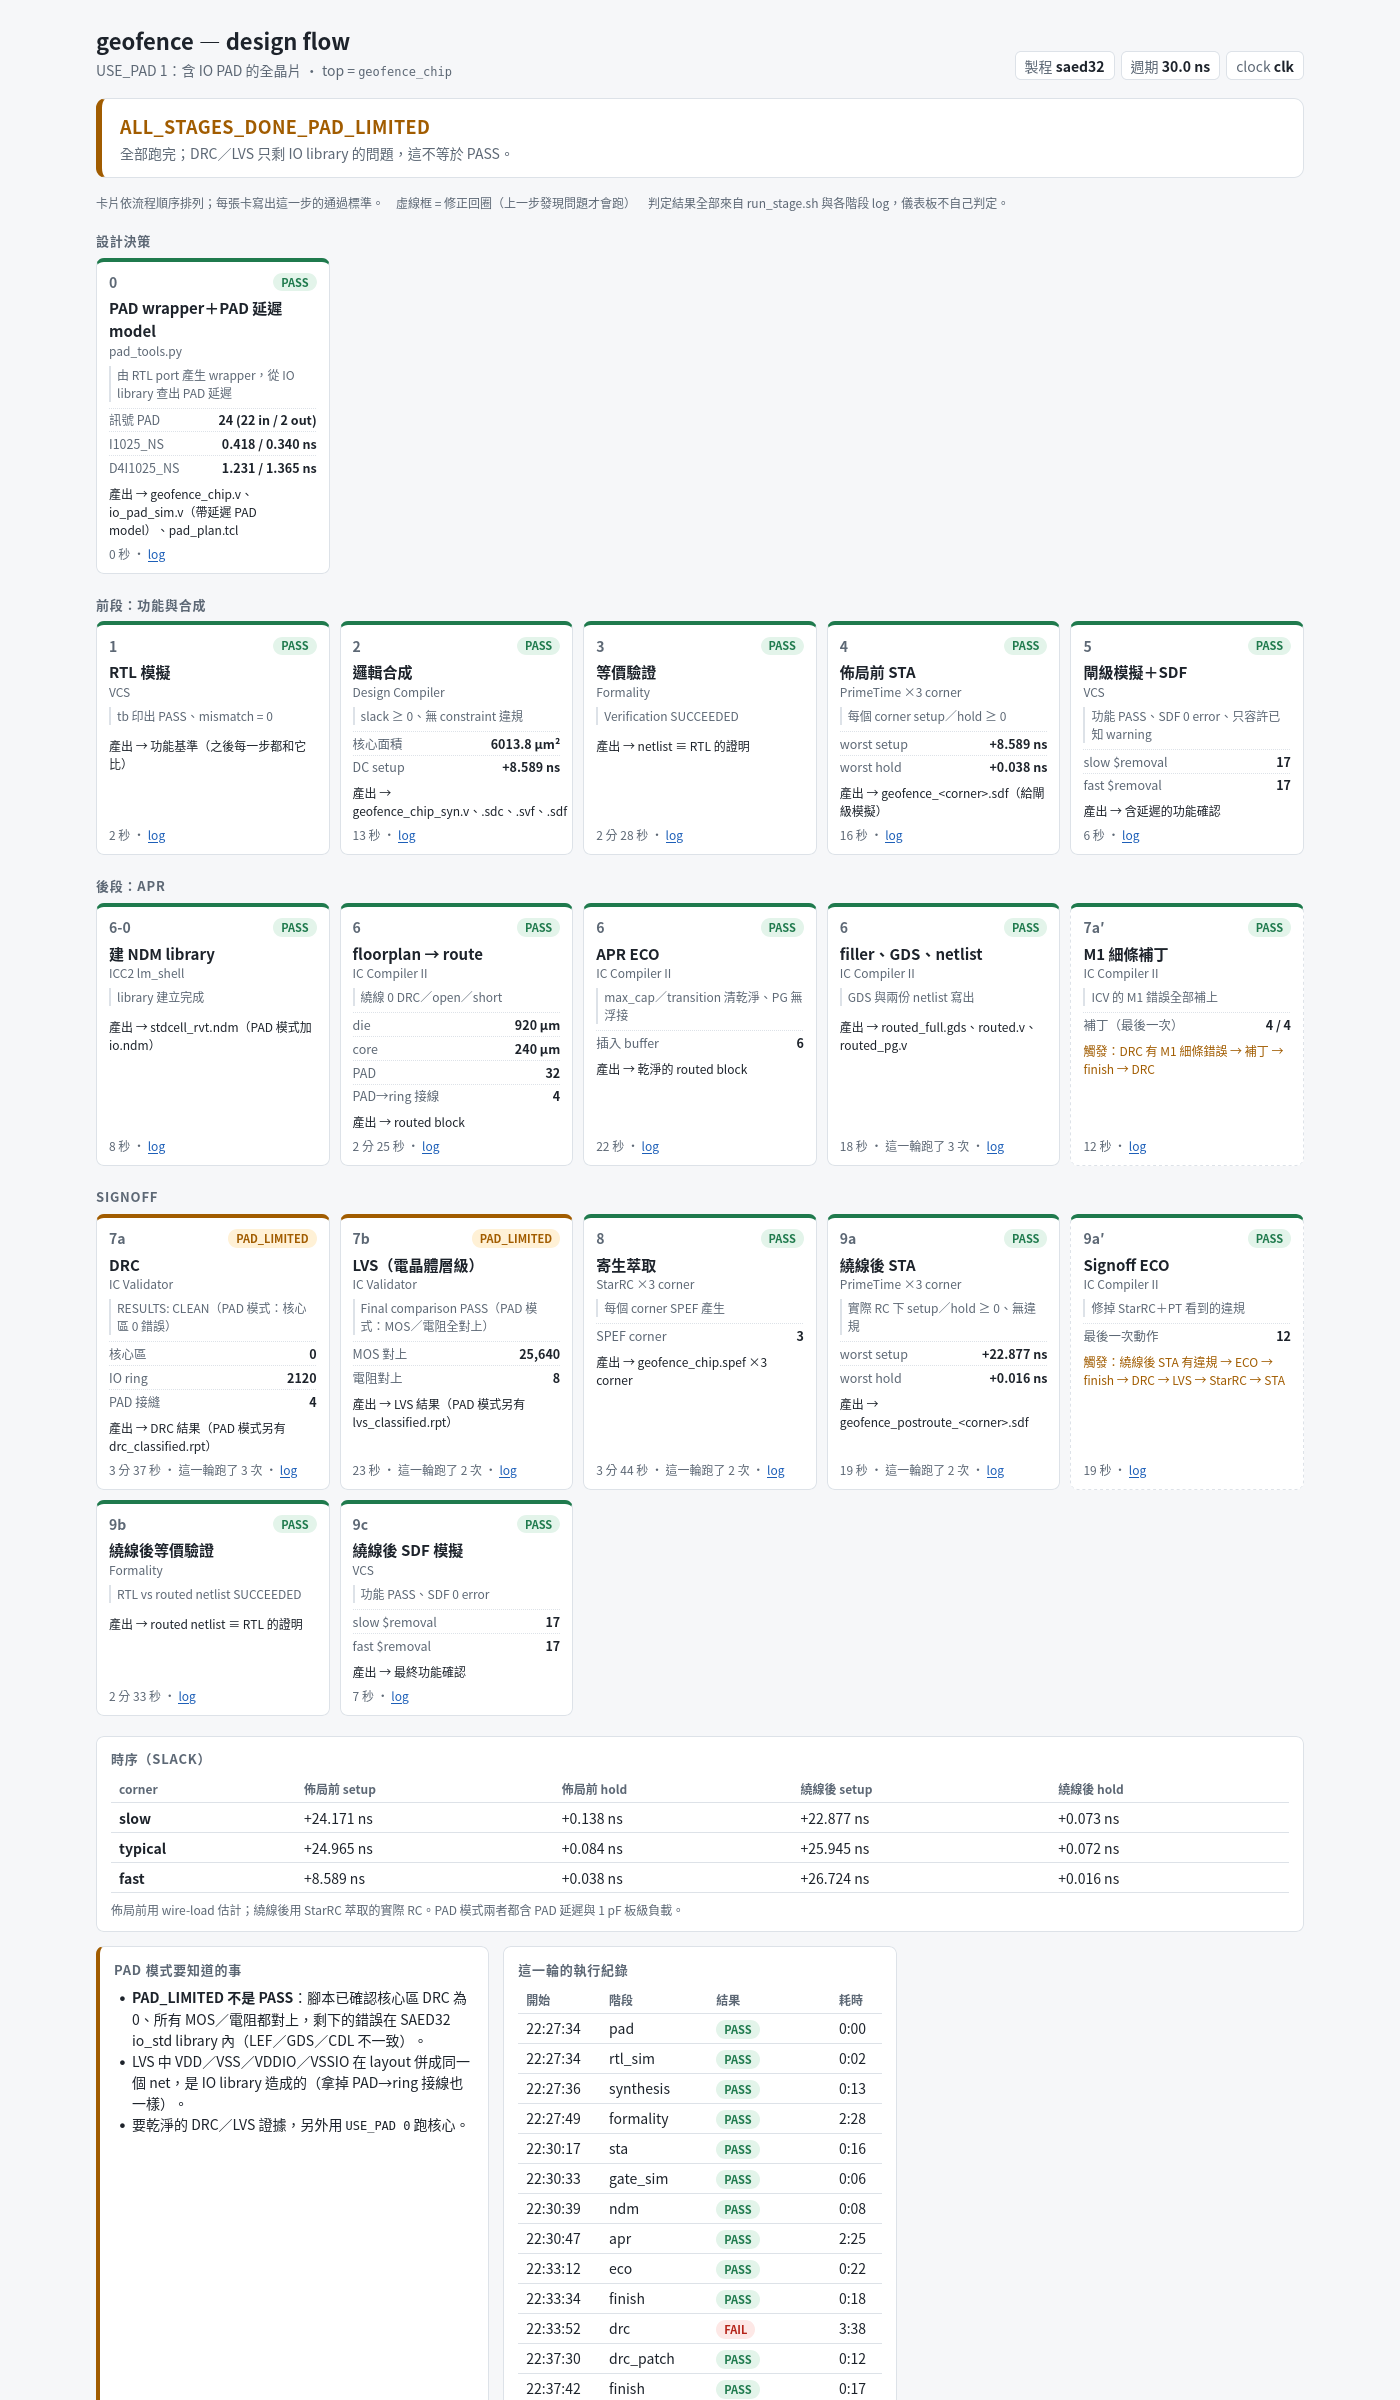 geofence — design flow
USE_PAD 1：含 IO PAD 的全晶片 · top = geofence_chip
製程 saed32
週期 30.0 ns
clock clk
ALL_STAGES_DONE_PAD_LIMITED
全部跑完；DRC／LVS 只剩 IO library 的問題，這不等於 PASS。
卡片依流程順序排列；每張卡寫出這一步的通過標準。 虛線框 = 修正回圈（上一步發現問題才會跑） 判定結果全部來自 run_stage.sh 與各階段 log，儀表板不自己判定。
設計決策
0 PASS
PAD wrapper＋PAD 延遲
model
pad_tools.py
由 RTL port 產生 wrapper，從 IO
library 查出 PAD 延遲
訊號 PAD 24 (22 in / 2 out)
I1025_NS 0.418 / 0.340 ns
D4I1025_NS 1.231 / 1.365 ns
產出 → geofence_chip.v、
io_pad_sim.v（帶延遲 PAD
model）、pad_plan.tcl
0 秒 · log
前段：功能與合成
1 PASS
RTL 模擬
VCS
tb 印出 PASS、mismatch = 0
產出 → 功能基準（之後每一步都和它
比）
2 秒 · log
2 PASS
邏輯合成
Design Compiler
slack ≥ 0、無 constraint 違規
核心面積 6013.8 µm²
DC setup +8.589 ns
產出 →
geofence_chip_syn.v、.sdc、.svf、.sdf
13 秒 · log
3 PASS
等價驗證
Formality
Verification SUCCEEDED
產出 → netlist ≡ RTL 的證明
2 分 28 秒 · log
4 PASS
佈局前 STA
PrimeTime ×3 corner
每個 corner setup／hold ≥ 0
worst setup +8.589 ns
worst hold +0.038 ns
產出 → geofence_<corner>.sdf（給閘
級模擬）
16 秒 · log
5 PASS
閘級模擬＋SDF
VCS
功能 PASS、SDF 0 error、只容許已
知 warning
slow $removal 17
fast $removal 17
產出 → 含延遲的功能確認
6 秒 · log
後段：APR
6-0 PASS
建 NDM library
ICC2 lm_shell
library 建立完成
產出 → stdcell_rvt.ndm（PAD 模式加
io.ndm）
8 秒 · log
6 PASS
floorplan → route
IC Compiler II
繞線 0 DRC／open／short
die 920 µm
core 240 µm
PAD 32
PAD→ring 接線 4
產出 → routed block
2 分 25 秒 · log
6 PASS
APR ECO
IC Compiler II
max_cap／transition 清乾淨、PG 無
浮接
插入 buffer 6
產出 → 乾淨的 routed block
22 秒 · log
6 PASS
filler、GDS、netlist
IC Compiler II
GDS 與兩份 netlist 寫出
產出 → routed_full.gds、routed.v、
routed_pg.v
18 秒 · 這一輪跑了 3 次 · log
7a′ PASS
M1 細條補丁
IC Compiler II
ICV 的 M1 錯誤全部補上
補丁（最後一次） 4 / 4
觸發：DRC 有 M1 細條錯誤 → 補丁 →
finish → DRC
12 秒 · log
SIGNOFF
7a PAD_LIMITED
DRC
IC Validator
RESULTS: CLEAN（PAD 模式：核心
區 0 錯誤）
核心區 0
IO ring 2120
PAD 接縫 4
產出 → DRC 結果（PAD 模式另有
drc_classified.rpt）
3 分 37 秒 · 這一輪跑了 3 次 · log
7b PAD_LIMITED
LVS（電晶體層級）
IC Validator
Final comparison PASS（PAD 模
式：MOS／電阻全對上）
MOS 對上 25,640
電阻對上 8
產出 → LVS 結果（PAD 模式另有
lvs_classified.rpt）
23 秒 · 這一輪跑了 2 次 · log
8 PASS
寄生萃取
StarRC ×3 corner
每個 corner SPEF 產生
SPEF corner 3
產出 → geofence_chip.spef ×3
corner
3 分 44 秒 · 這一輪跑了 2 次 · log
9a PASS
繞線後 STA
PrimeTime ×3 corner
實際 RC 下 setup／hold ≥ 0、無違
規
worst setup +22.877 ns
worst hold +0.016 ns
產出 →
geofence_postroute_<corner>.sdf
19 秒 · 這一輪跑了 2 次 · log
9a′ PASS
Signoff ECO
IC Compiler II
修掉 StarRC＋PT 看到的違規
最後一次動作 12
觸發：繞線後 STA 有違規 → ECO →
finish → DRC → LVS → StarRC → STA
19 秒 · log
9b PASS
繞線後等價驗證
Formality
RTL vs routed netlist SUCCEEDED
產出 → routed netlist ≡ RTL 的證明
2 分 33 秒 · log
9c PASS
繞線後 SDF 模擬
VCS
功能 PASS、SDF 0 error
slow $removal 17
fast $removal 17
產出 → 最終功能確認
7 秒 · log
時序（SLACK）
corner 佈局前 setup 佈局前 hold 繞線後 setup 繞線後 hold
slow +24.171 ns +0.138 ns +22.877 ns +0.073 ns
typical +24.965 ns +0.084 ns +25.945 ns +0.072 ns
fast +8.589 ns +0.038 ns +26.724 ns +0.016 ns
佈局前用 wire-load 估計；繞線後用 StarRC 萃取的實際 RC。PAD 模式兩者都含 PAD 延遲與 1 pF 板級負載。
PAD 模式要知道的事
• PAD_LIMITED 不是 PASS：腳本已確認核心區 DRC 為
0、所有 MOS／電阻都對上，剩下的錯誤在 SAED32
io_std library 內（LEF／GDS／CDL 不一致）。
• LVS 中 VDD／VSS／VDDIO／VSSIO 在 layout 併成同一
個 net，是 IO library 造成的（拿掉 PAD→ring 接線也
一樣）。
• 要乾淨的 DRC／LVS 證據，另外用 USE_PAD 0 跑核心。
這一輪的執行紀錄
開始 階段 結果 耗時
22:27:34 pad PASS 0:00
22:27:34 rtl_sim PASS 0:02
22:27:36 synthesis PASS 0:13
22:27:49 formality PASS 2:28
22:30:17 sta PASS 0:16
22:30:33 gate_sim PASS 0:06
22:30:39 ndm PASS 0:08
22:30:47 apr PASS 2:25
22:33:12 eco PASS 0:22
22:33:34 finish PASS 0:18
22:33:52 drc FAIL 3:38
22:37:30 drc_patch PASS 0:12
22:37:42 finish PASS 0:17